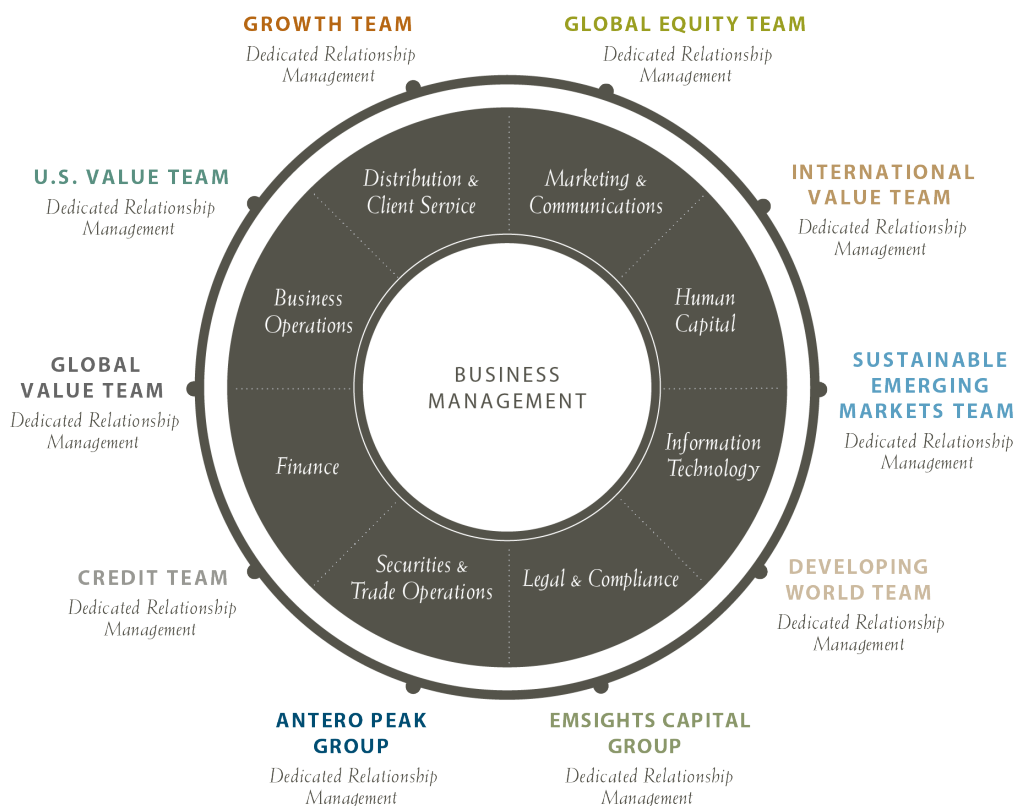 GROWTH TEAM
Dedicated Relationship
Management
GLOBAL EQUITY TEAM
Dedicated Relationship
Management
U.S. VALUE TEAM
Dedicated Relationship
Management
INTERNATIONAL
VALUE TEAM
Dedicated Relationship
Management
GLOBAL
VALUE TEAM
Dedicated Relationship
Management
SUSTAINABLE
EMERGING
MARKETS TEAM
Dedicated Relationship
Management
CREDIT TEAM
Dedicated Relationship
Management
DEVELOPING
WORLD TEAM
Dedicated Relationship
Management
ANTERO PEAK
GROUP
Dedicated Relationship
Management
EMSIGHTS CAPITAL
GROUP
Dedicated Relationship
Management
Distribution &
Client Service
Marketing &
Communications
Business
Operations
Human
Capital
Finance
Information
Technology
Securities &
Trade Operations
Legal & Compliance
BUSINESS
MANAGEMENT